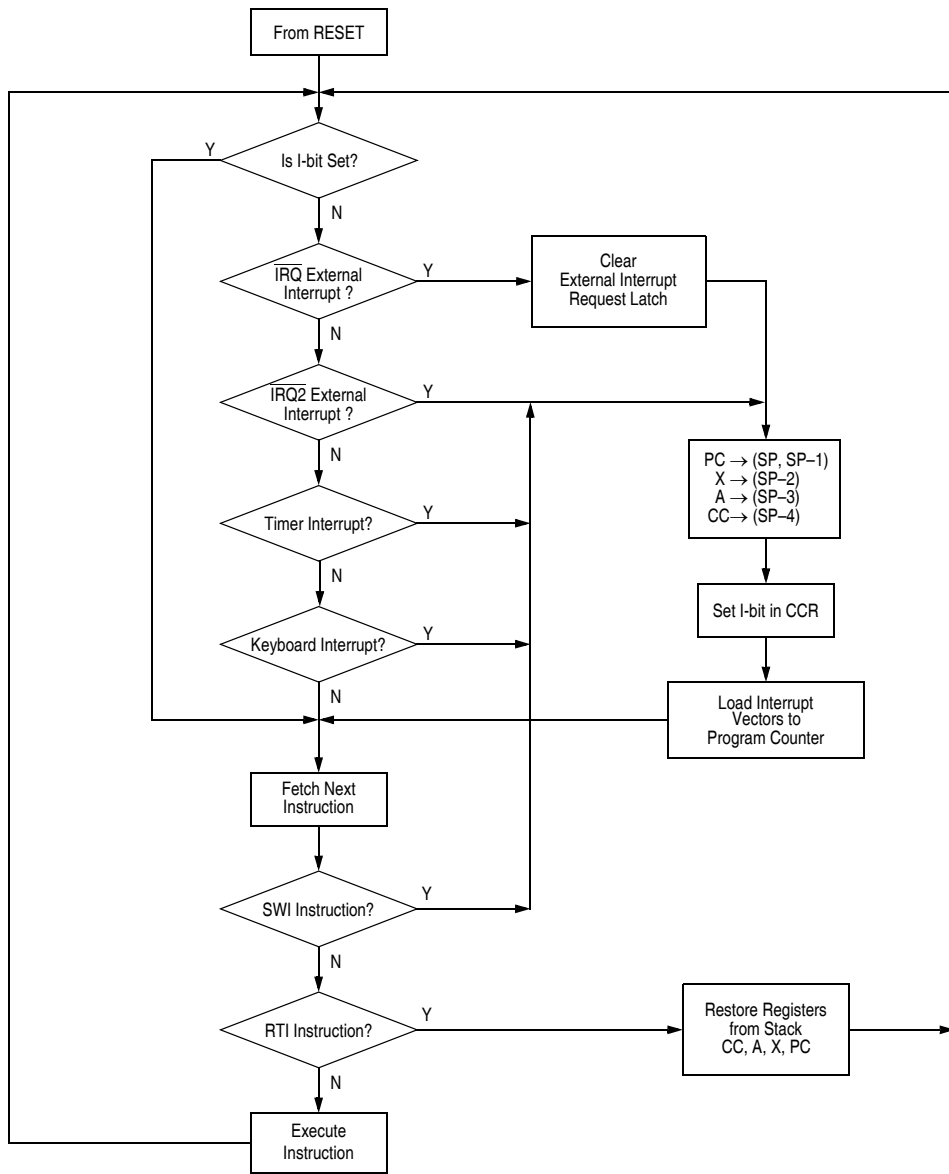 From RESET
Is I-bit Set?
Y
N
IRQ External
Interrupt ?
Y
N
Clear
External Interrupt
Request Latch
IRQ2 External
Interrupt ?
Y
N
PC → (SP, SP–1)
X → (SP–2)
A → (SP–3)
CC→ (SP–4)
Timer Interrupt?
Y
N
Set I-bit in CCR
Keyboard Interrupt?
Y
N
Load Interrupt
Vectors to
Program Counter
Fetch Next
Instruction
SWI Instruction?
Y
N
RTI Instruction?
Y
N
Restore Registers
from Stack
CC, A, X, PC
Execute
Instruction